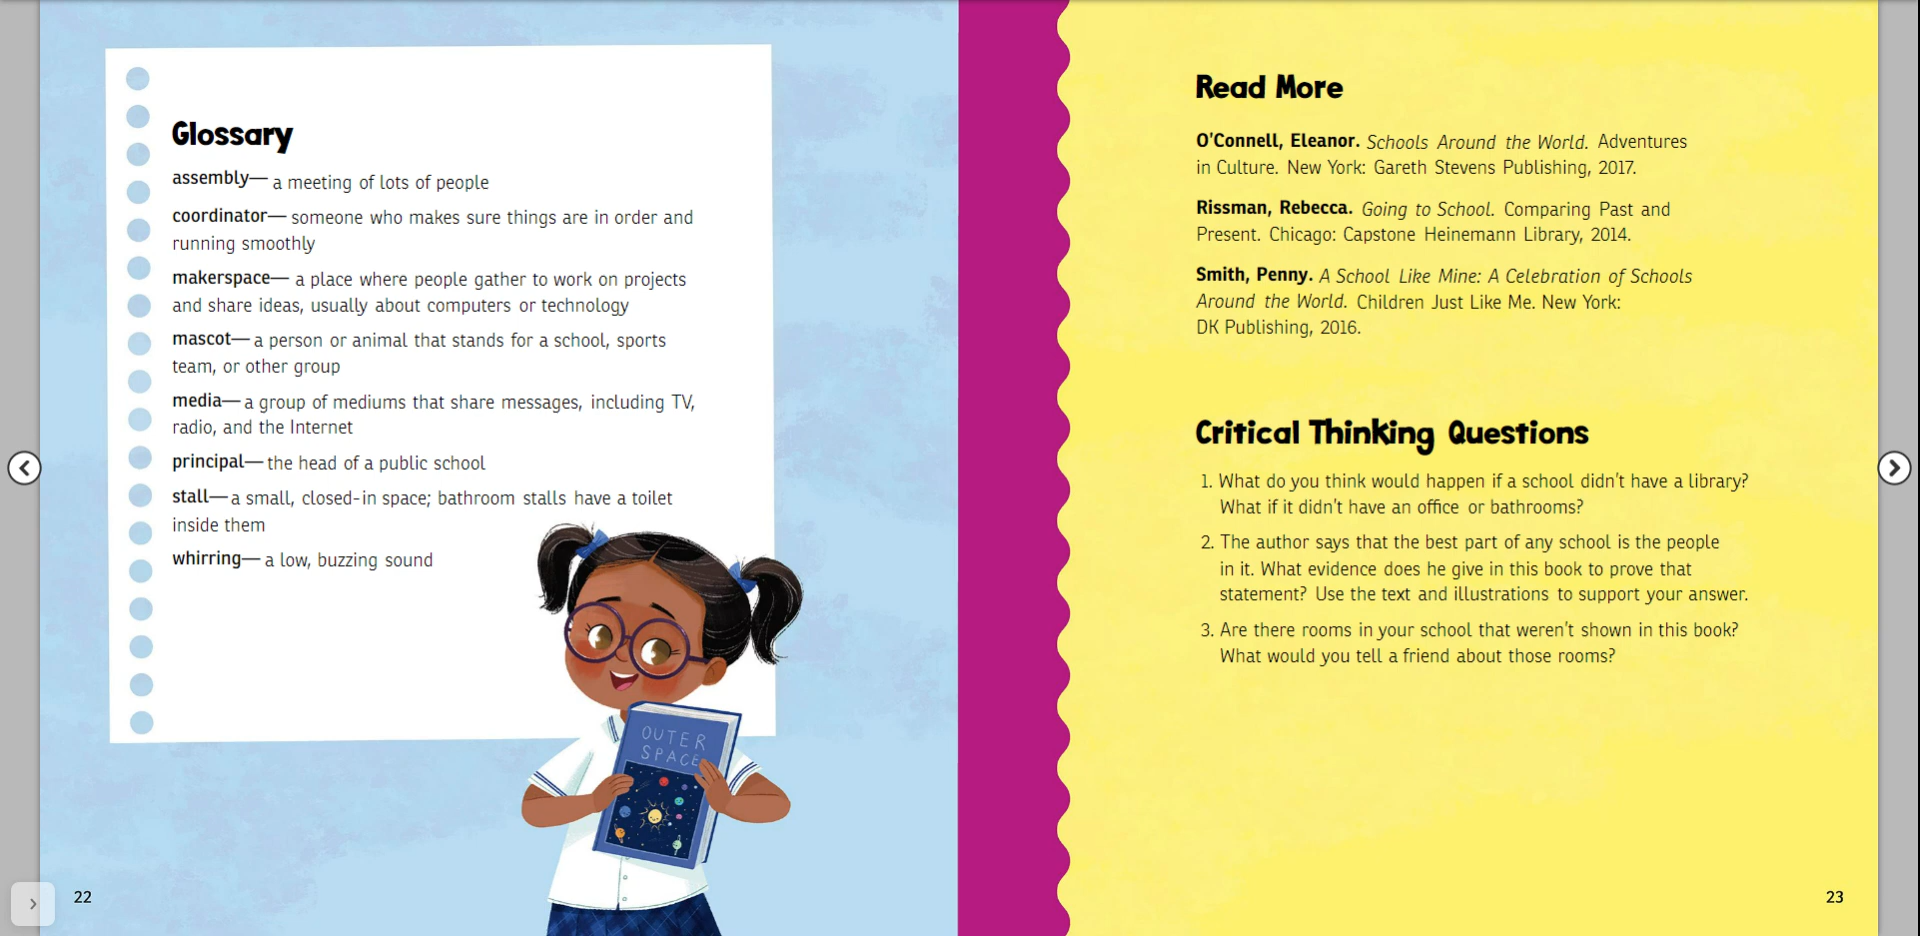 Glossary
assembly— a meeting of lots of people
coordinator— someone who makes sure things are in order and
running smoothly
makerspace— a place where people gather to work on projects
and share ideas, usually about computers or technology
mascot— a person or animal that stands for a school, sports
team, or other group
media— a group of mediums that share messages, including TV,
radio, and the Internet
principal— the head of a public school
stall— a small, closed-in space; bathroom stalls have a toilet
inside them
whirring— a low, buzzing sound
OUTER
SPACE
22
Read More
O'Connell, Eleanor. Schools Around the World. Adventures
in Culture. New York: Gareth Stevens Publishing, 2017.
Rissman, Rebecca. Going to School. Comparing Past and
Present. Chicago: Capstone Heinemann Library, 2014.
Smith, Penny. A School Like Mine: A Celebration of Schools
Around the World. Children Just Like Me. New York:
DK Publishing, 2016.
Critical Thinking Questions
1. What do you think would happen if a school didn't have a library?
What if it didn't have an office or bathrooms?
2. The author says that the best part of any school is the people
in it. What evidence does he give in this book to prove that
statement? Use the text and illustrations to support your answer.
3. Are there rooms in your school that weren't shown in this book?
What would you tell a friend about those rooms?
23